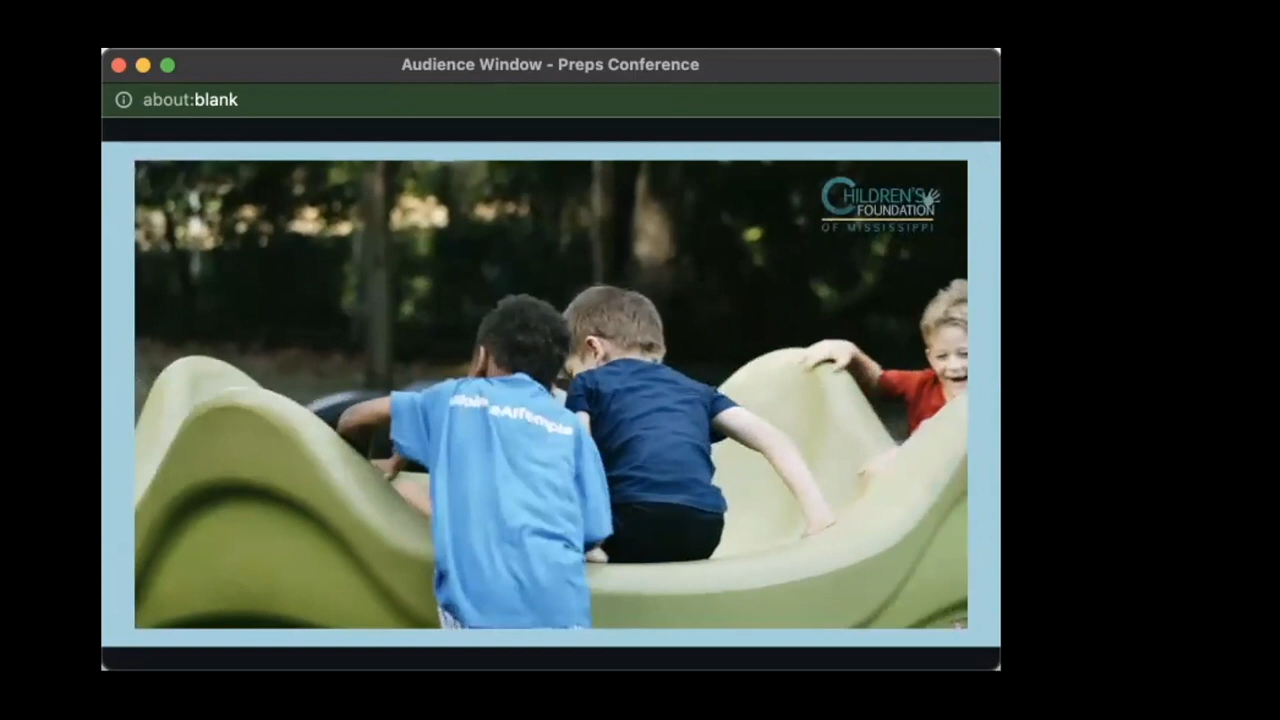 Audience Window - Preps Conference
about:blank
CHILDREN'S
FOUNDATION
OF MISSISSIPPI